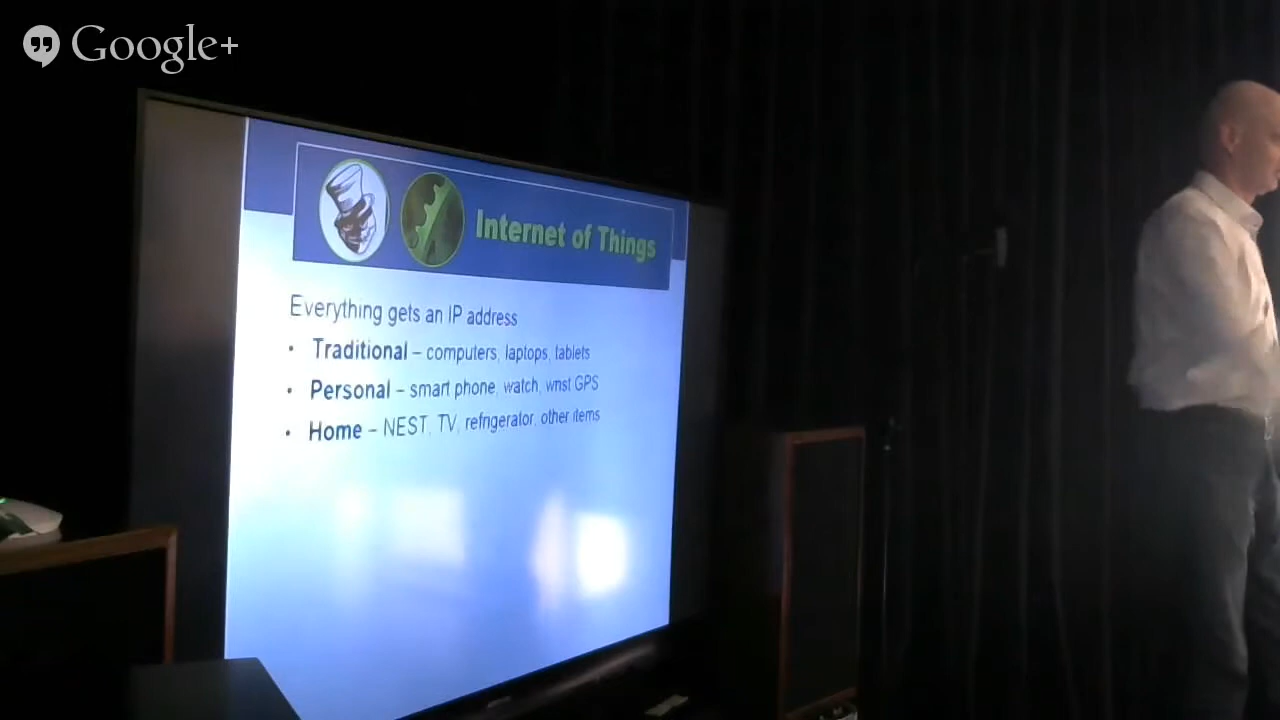 Google+
Internet of Things
Everything gets an IP address
• Traditional – computers, laptops, tablets
• Personal – smart phone, watch, wrist GPS
• Home – NEST, TV, refrigerator, other items